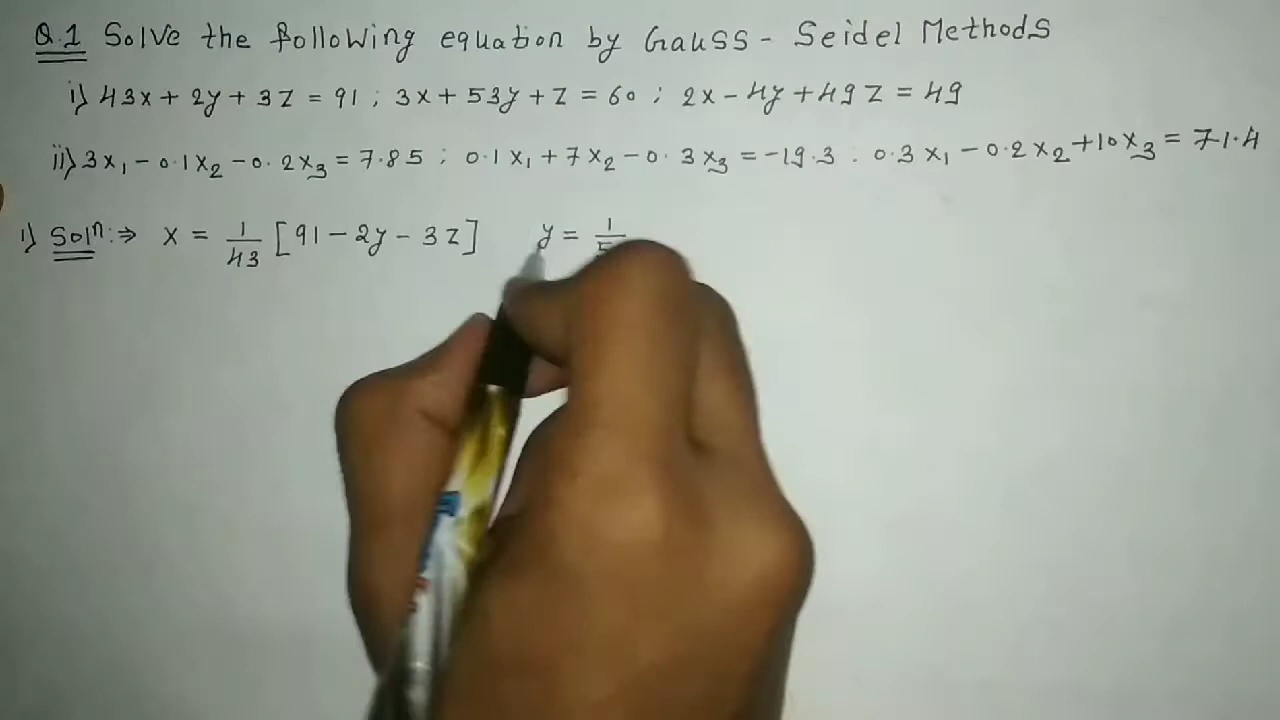 Q.1 Solve the following equation by Gauss - Seidel Methods
i) 43x + 2y + 3z = 91 ; 3x + 53y + z = 60 ; 2x - 4y + 49z = 49
ii) 3x₁ - 0.1x₂ - 0.2x₃ = 7.85 ; 0.1x₁ + 7x₂ - 0.3x₃ = -19.3 : 0.3x₁ - 0.2x₂ + 10x₃ = 71.4
i) Solⁿ:⇒ x = 1/43 [91 - 2y - 3z] y = 1/